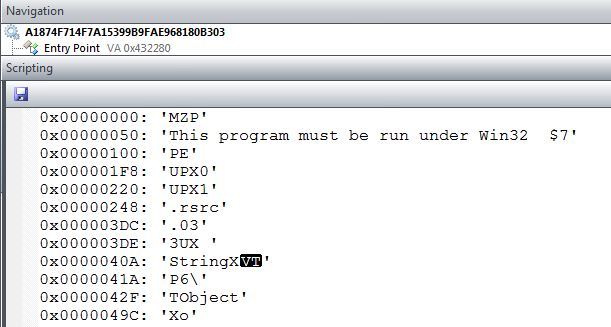 Navigation
A1874F714F7A15399B9FAE968180B303
Entry Point VA 0x432280
Scripting
0x00000000: 'MZP'
0x00000050: 'This program must be run under Win32  $7'
0x00000100: 'PE'
0x000001F8: 'UPX0'
0x00000220: 'UPX1'
0x00000248: '.rsrc'
0x000003DC: '.03'
0x000003DE: '3UX '
0x0000040A: 'StringXVT'
0x0000041A: 'P6\'
0x0000042F: 'TObject'
0x0000049C: 'Xo'